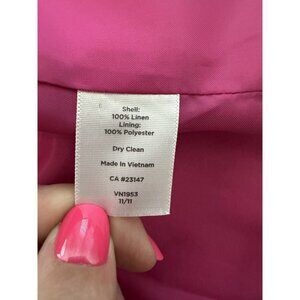 Shell:
100% Linen
Lining:
100% Polyester
Dry Clean
Made in Vietnam
CA #23147
VN1953
11/11